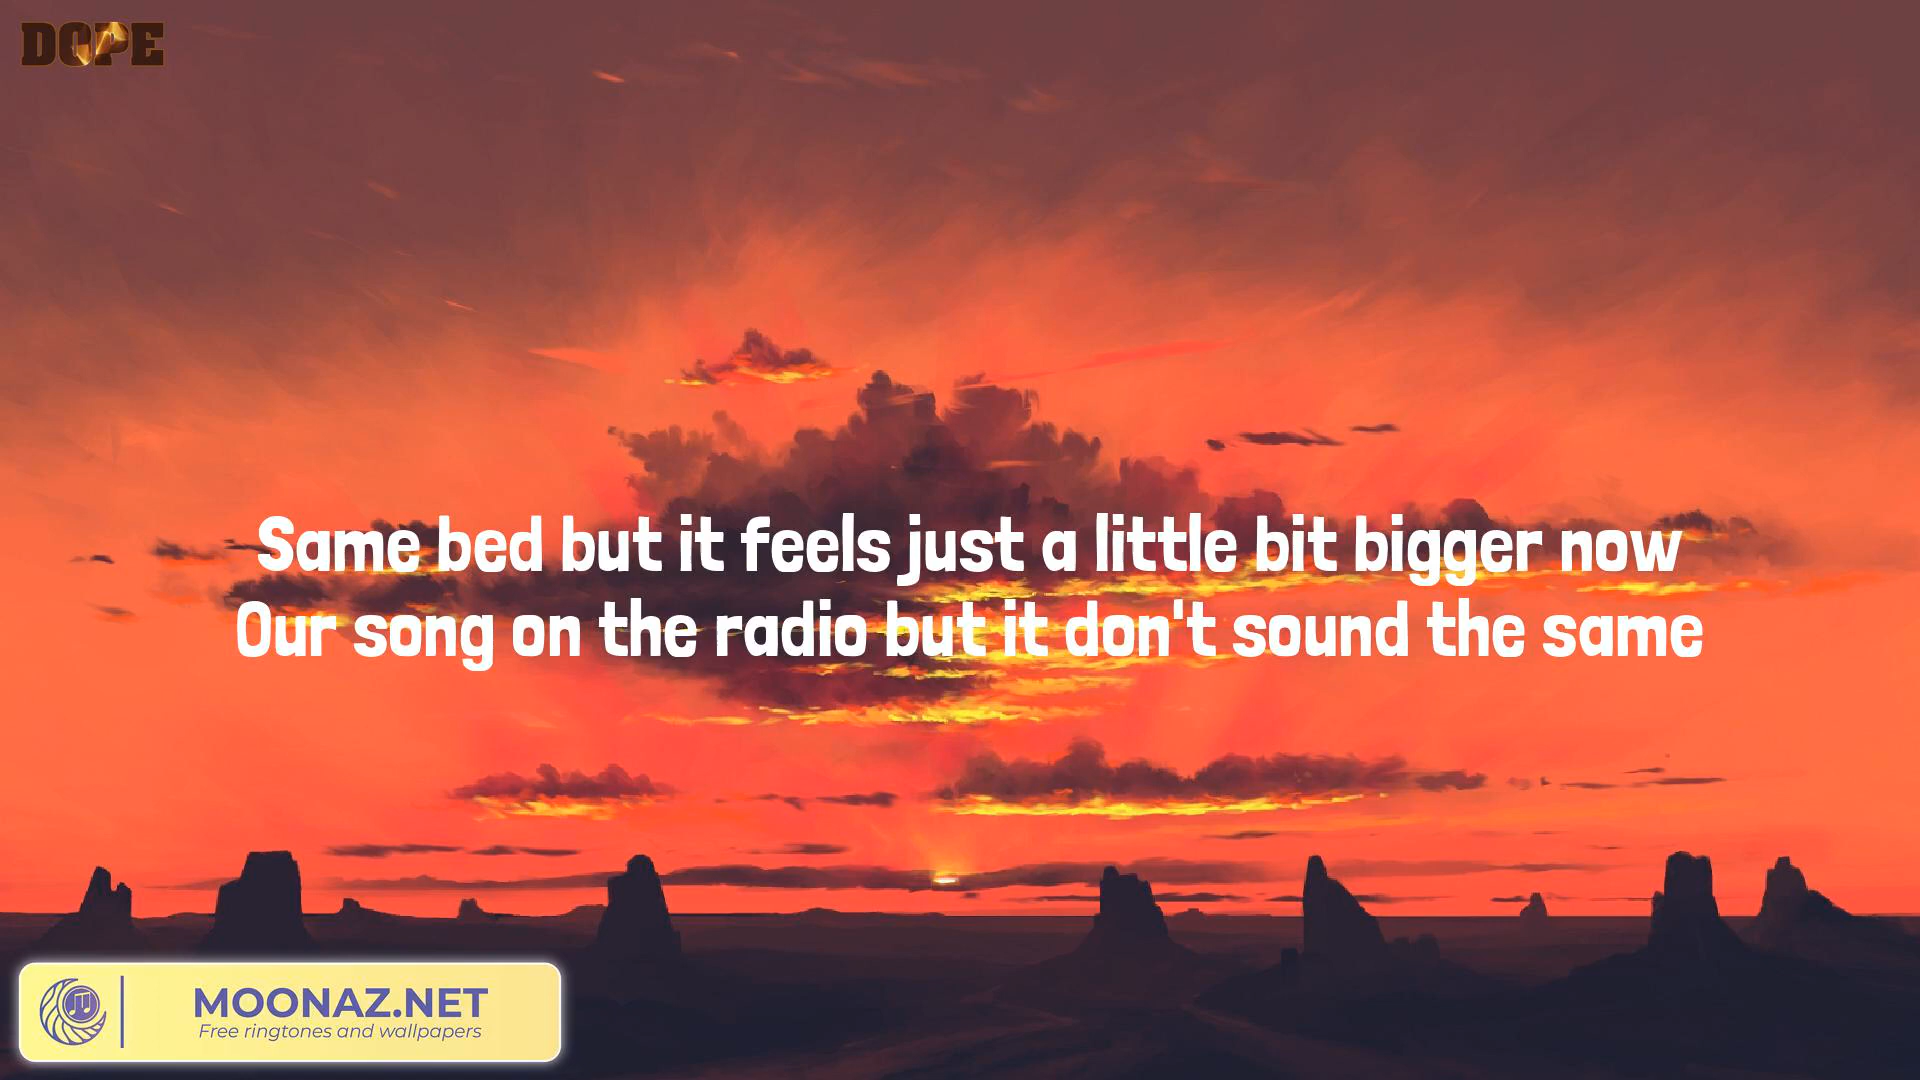 DOPE
Same bed but it feels just a little bit bigger now
Our song on the radio but it don't sound the same
MOONAZ.NET
Free ringtones and wallpapers